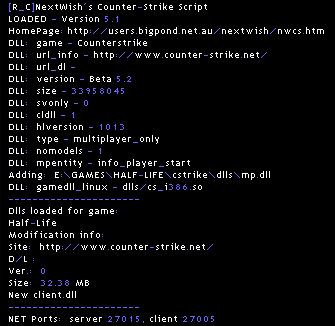 [R_C]NextWish's Counter-Strike Script
LOADED - Version 5.1
HomePage: http://users.bigpond.net.au/nextwish/nwcs.htm
DLL:  game - Counterstrike
DLL:  url_info - http://www.counter-strike.net/
DLL:  url_dl -
DLL:  version - Beta 5.2
DLL:  size - 33958045
DLL:  svonly - 0
DLL:  cldll - 1
DLL:  hlversion - 1013
DLL:  type - multiplayer_only
DLL:  nomodels - 1
DLL:  mpentity - info_player_start
Adding:  E:\GAMES\HALF-LIFE\cstrike\dlls\mp.dll
DLL:  gamedll_linux - dlls/cs_i386.so
--------------------
Dlls loaded for game:
Half-Life
Modification info:
Site:  http://www.counter-strike.net/
D/L :
Ver.:  0
Size:  32.38 MB
New client.dll
--------------------
NET Ports:  server 27015, client 27005